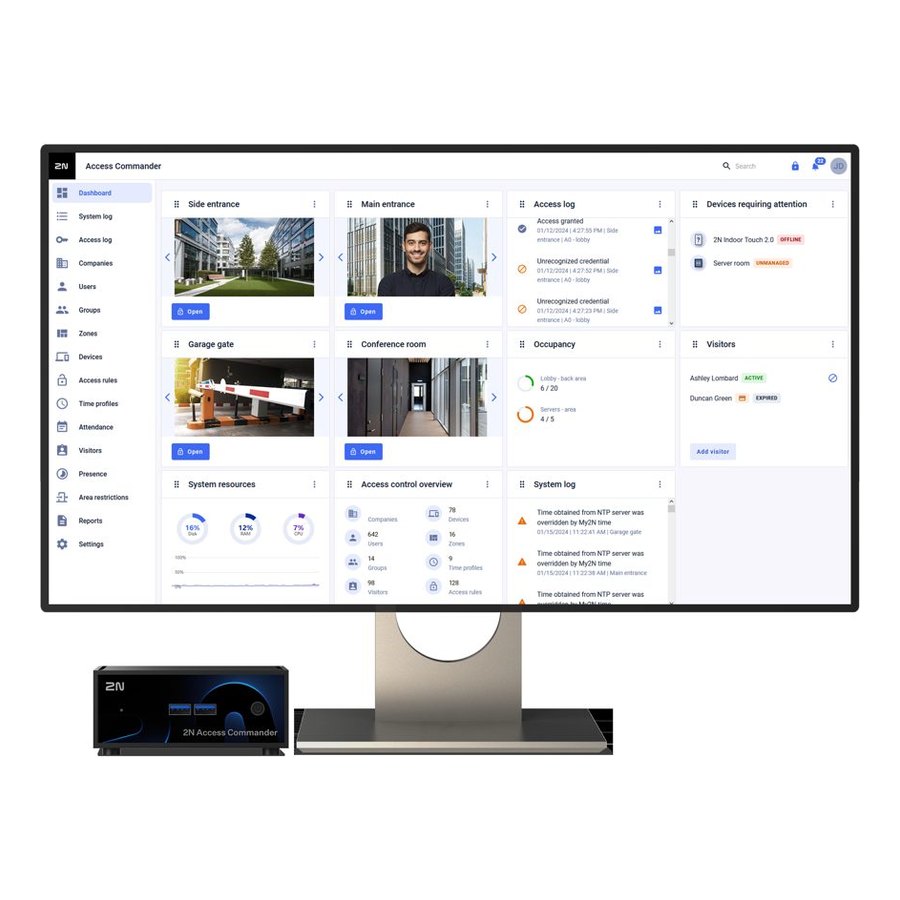 2N
Access Commander
Search
22
JD
Dashboard
System log
Access log
Companies
Users
Groups
Zones
Devices
Access rules
Time profiles
Attendance
Visitors
Presence
Area restrictions
Reports
Settings
Side entrance
Open
Main entrance
Open
Access log
Access granted
01/12/2024 | 4:27:55 PM | Side
entrance | A0 - lobby
Unrecognized credential
01/12/2024 | 4:27:52 PM | Side
entrance | A0 - lobby
Unrecognized credential
01/12/2024 | 4:27:23 PM | Side
entrance | A0 - lobby
Devices requiring attention
2N Indoor Touch 2.0 OFFLINE
Server room UNMANAGED
Garage gate
Open
Conference room
Open
Occupancy
Lobby - back area
6 / 20
Servers - area
4 / 5
Visitors
Ashley Lombard ACTIVE
Duncan Green EXPIRED
Add visitor
System resources
16%
Disk
12%
RAM
7%
CPU
100%
50%
0%
Access control overview
Companies
78
Devices
642
Users
16
Zones
14
Groups
9
Time profiles
98
Visitors
128
Access rules
System log
Time obtained from NTP server was
overridden by My2N time
01/15/2024 | 11:22:41 AM | Garage gate
Time obtained from NTP server was
overridden by My2N time
01/15/2024 | 11:22:38 AM | Main entrance
Time obtained from NTP server was
overridden by My2N time
2N
2N Access Commander